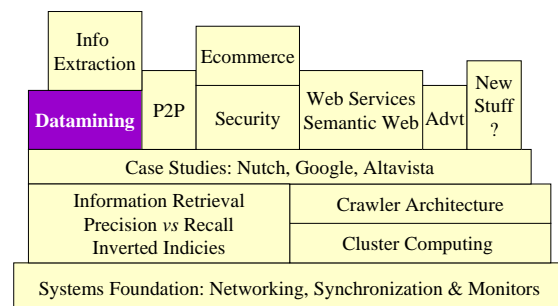 Info
Extraction
Ecommerce
Datamining
P2P
Security
Web Services
Semantic Web
Advt
New
Stuff
?
Case Studies: Nutch, Google, Altavista
Information Retrieval
Precision vs Recall
Inverted Indicies
Crawler Architecture
Cluster Computing
Systems Foundation: Networking, Synchronization & Monitors